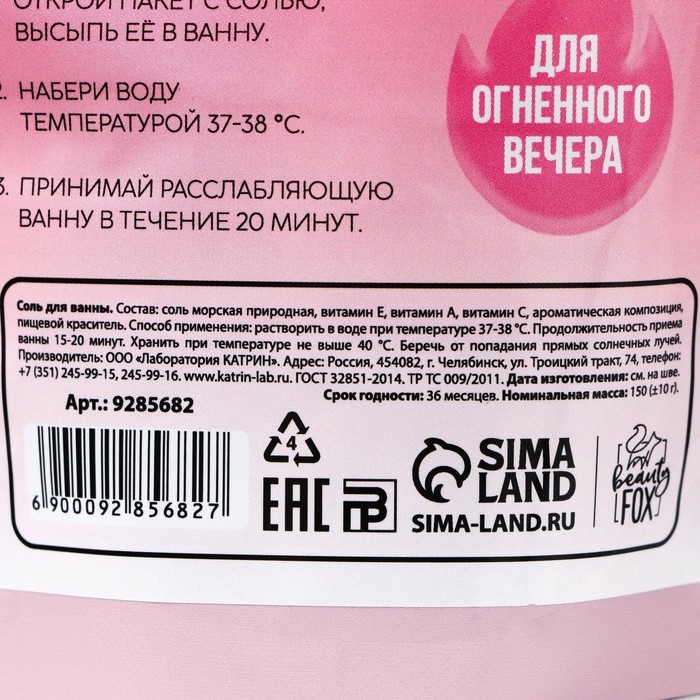 ОТКРОЙ ПАКЕТ С СОЛЬЮ,
ВЫСЫПЬ ЕЁ В ВАННУ.
2. НАБЕРИ ВОДУ
ТЕМПЕРАТУРОЙ 37-38 °С.
3. ПРИНИМАЙ РАССЛАБЛЯЮЩУЮ
ВАННУ В ТЕЧЕНИЕ 20 МИНУТ.
ДЛЯ
ОГНЕННОГО
ВЕЧЕРА
Соль для ванны. Состав: соль морская природная, витамин Е, витамин А, витамин С, ароматическая композиция,
пищевой краситель. Способ применения: растворить в воде при температуре 37-38 °С. Продолжительность приема
ванны 15-20 минут. Хранить при температуре не выше 40 °С. Беречь от попадания прямых солнечных лучей.
Производитель: ООО «Лаборатория КАТРИН». Адрес: Россия, 454082, г. Челябинск, ул. Троицкий тракт, 74, телефон:
+7 (351) 245-99-15, 245-99-16. www.katrin-lab.ru. ГОСТ 32851-2014. ТР ТС 009/2011. Дата изготовления: см. на шве.
Срок годности: 36 месяцев. Номинальная масса: 150 (±10 г).
Арт.: 9285682
6 900092 856827
4
ЕАС
SIMA
LAND
SIMA-LAND.RU
beauty
FOX